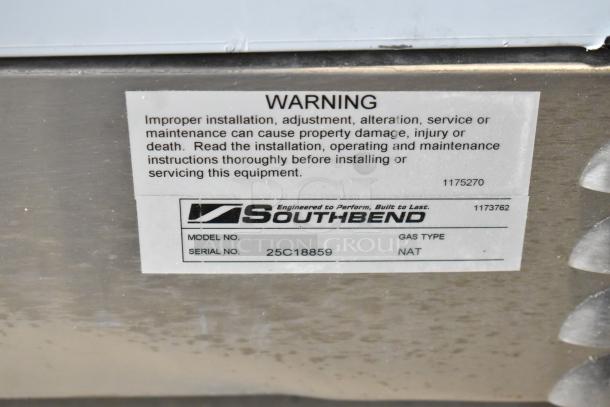 WARNING
Improper installation, adjustment, alteration, service or
maintenance can cause property damage, injury or
death. Read the installation, operating and maintenance
instructions thoroughly before installing or
servicing this equipment.
1175270
Engineered to Perform, Built to Last.
SOUTHBEND
1173762
MODEL NO.
GAS TYPE
SERIAL NO. 25C18859
NAT